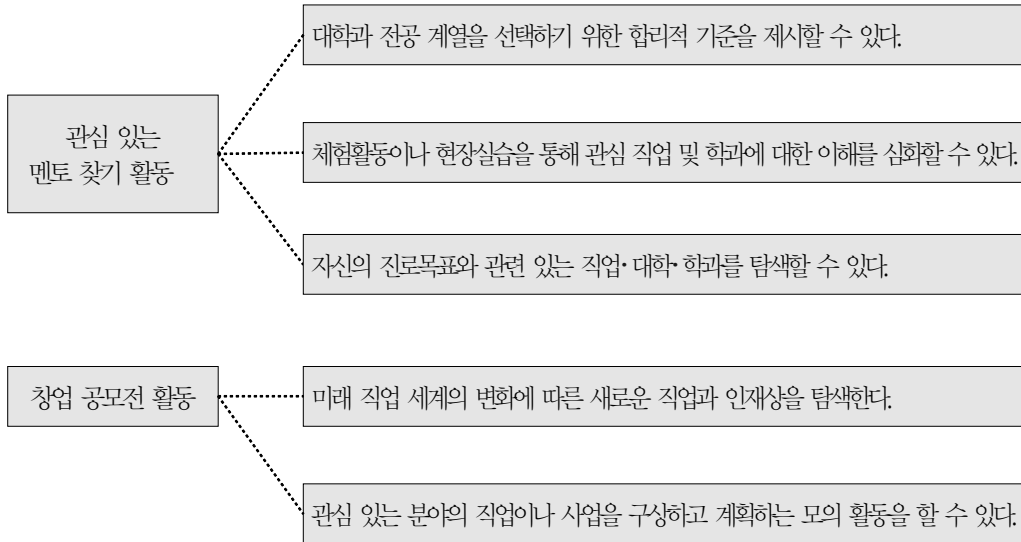 대학과 전공 계열을 선택하기 위한 합리적 기준을 제시할 수 있다.
관심 있는
멘토 찾기 활동
체험활동이나 현장실습을 통해 관심 직업 및 학과에 대한 이해를 심화할 수 있다.
자신의 진로목표와 관련 있는 직업·대학·학과를 탐색할 수 있다.
창업 공모전 활동
미래 직업 세계의 변화에 따른 새로운 직업과 인재상을 탐색한다.
관심 있는 분야의 직업이나 사업을 구상하고 계획하는 모의 활동을 할 수 있다.